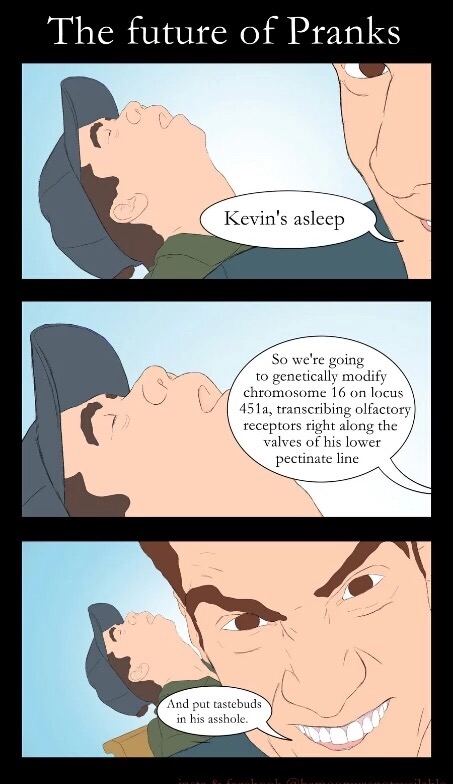 The future of Pranks
Kevin's asleep
So we're going
to genetically modify
chromosome 16 on locus
451a, transcribing olfactory
receptors right along the
valves of his lower
pectinate line
And put tastebuds
in his asshole.